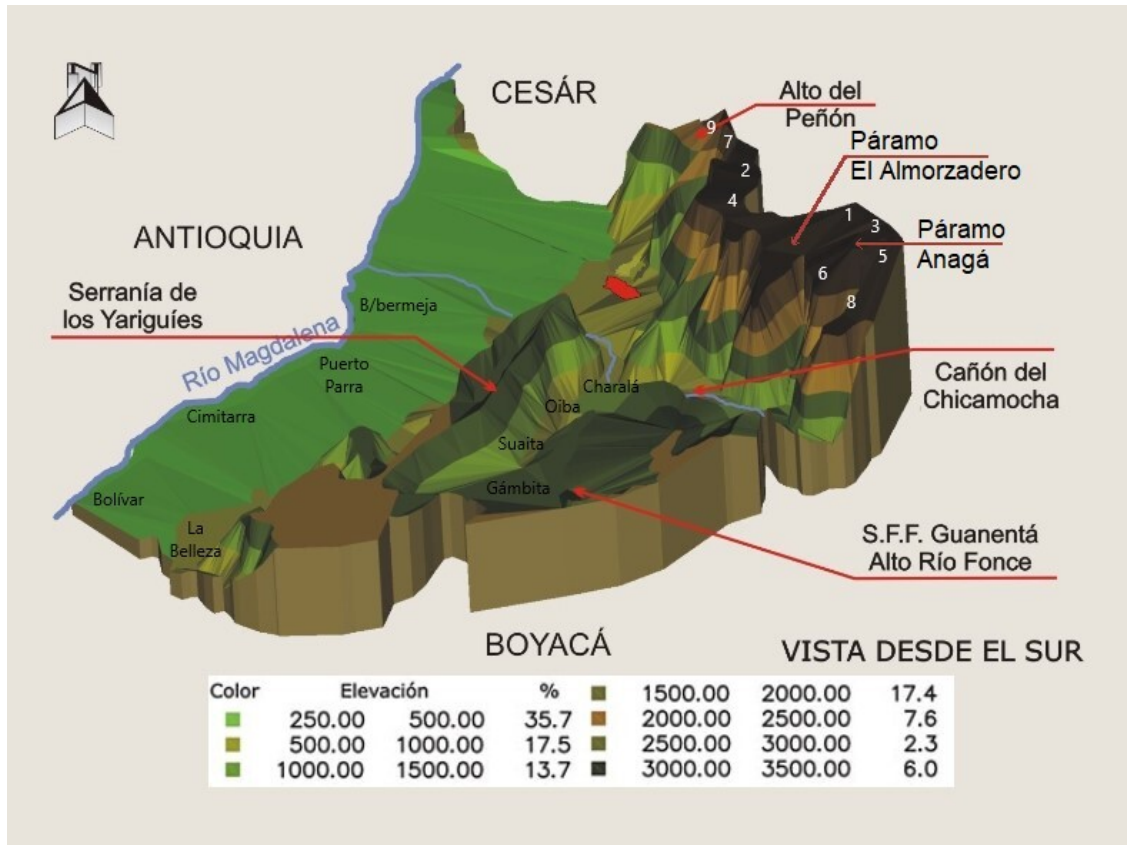 N
CESÁR
Alto del
Peñón
Páramo
El Almorzadero
ANTIOQUIA
Páramo
Anagá
Serranía de
los Yariguíes
B/bermeja
Río Magdalena
Puerto
Parra
Cimitarra
Cañón del
Chicamocha
Charalá
Oiba
Suaita
Gámbita
Bolívar
La
Belleza
S.F.F. Guanentá
Alto Río Fonce
9
7
2
4
1
3
5
6
8
BOYACÁ
VISTA DESDE EL SUR
Color Elevación %
250.00 500.00 35.7
500.00 1000.00 17.5
1000.00 1500.00 13.7
1500.00 2000.00 17.4
2000.00 2500.00 7.6
2500.00 3000.00 2.3
3000.00 3500.00 6.0